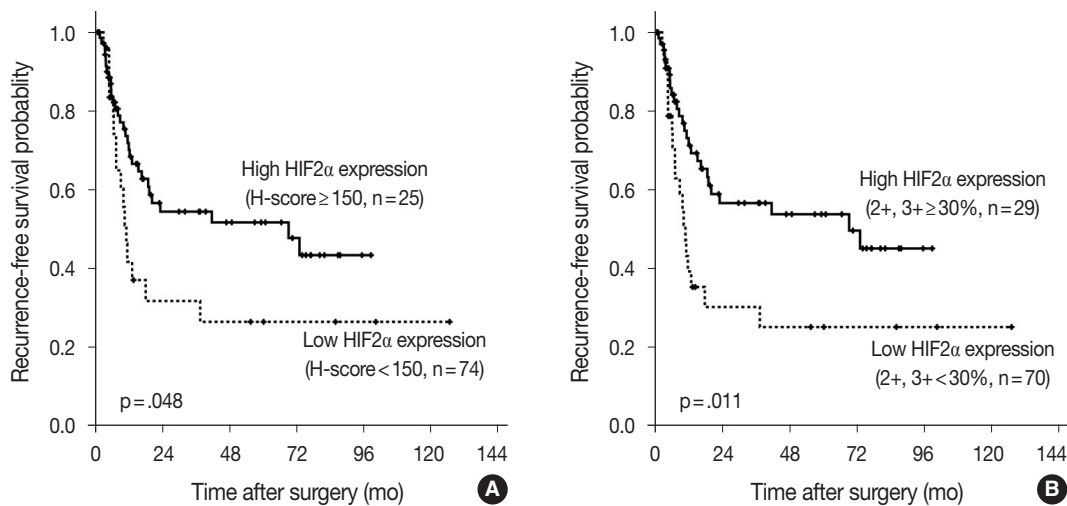 Recurrence-free survival probablity
1.0
0.8
0.6
0.4
0.2
0.0
High HIF2α expression
(H-score≥150, n=25)
Low HIF2α expression
(H-score<150, n=74)
p=.048
0 24 48 72 96 120 144
Time after surgery (mo)
A
Recurrence-free survival probablity
1.0
0.8
0.6
0.4
0.2
0.0
High HIF2α expression
(2+, 3+≥30%, n=29)
Low HIF2α expression
(2+, 3+<30%, n=70)
p=.011
0 24 48 72 96 120 144
Time after surgery (mo)
B